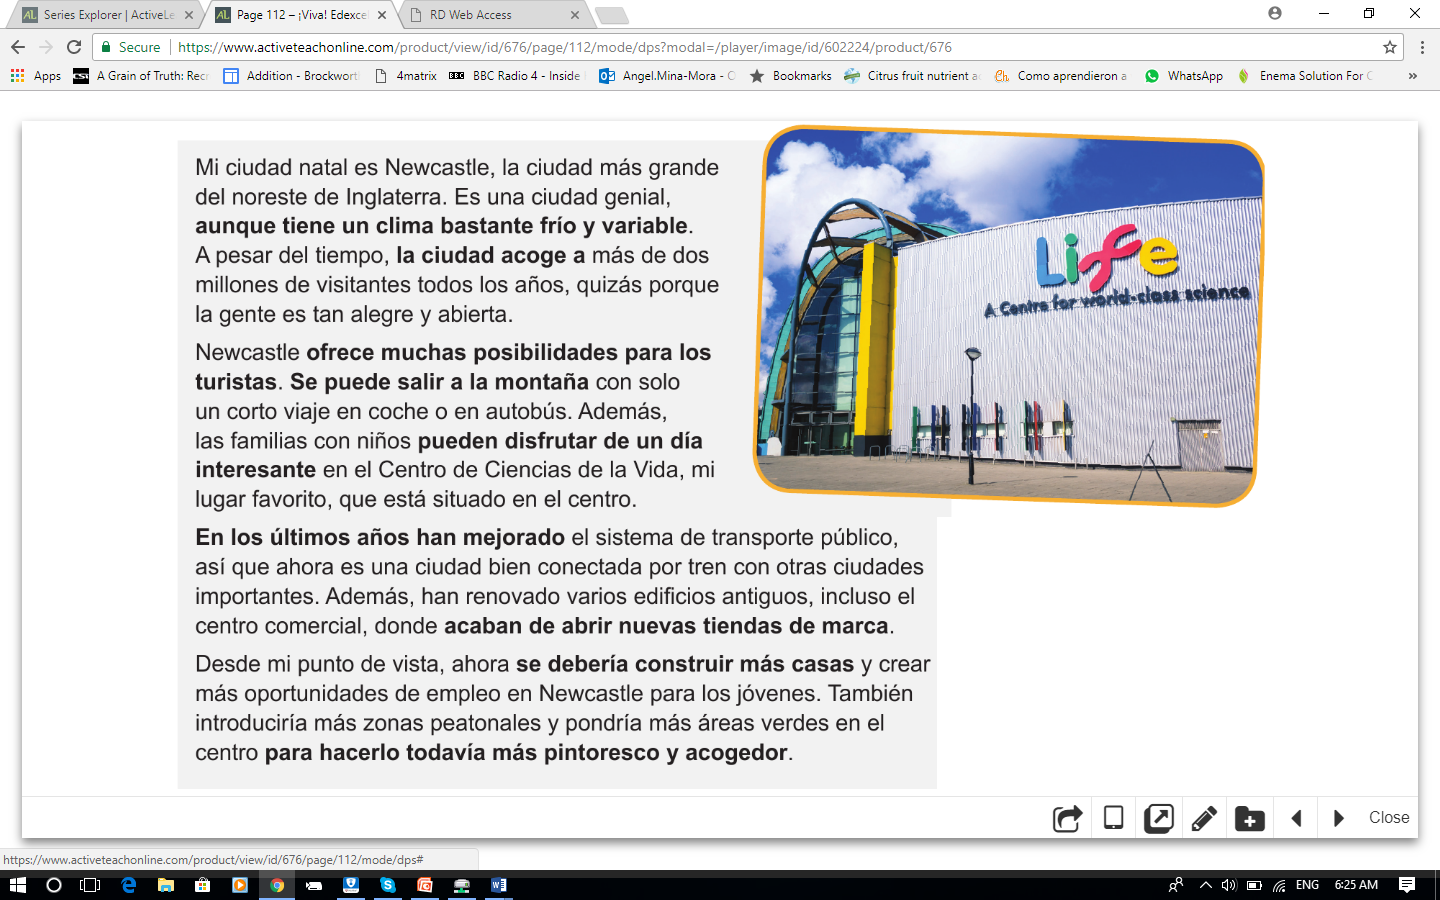 Series Explorer | ActiveLe
Page 112 – ¡Viva! Edexce
RD Web Access
Secure
https://www.activeteachonline.com/product/view/id/676/page/112/mode/dps?modal=/player/image/id/602224/product/676
Apps
A Grain of Truth: Recr
Addition - Brockwort
4matrix
BBC
BBC Radio 4 - Inside
Angel.Mina-Mora - O
Bookmarks
Citrus fruit nutrient a
Como aprendieron a
WhatsApp
Enema Solution For C
»
Mi ciudad natal es Newcastle, la ciudad más grande
del noreste de Inglaterra. Es una ciudad genial,
aunque tiene un clima bastante frío y variable.
A pesar del tiempo, la ciudad acoge a más de dos
millones de visitantes todos los años, quizás porque
la gente es tan alegre y abierta.
Newcastle ofrece muchas posibilidades para los
turistas. Se puede salir a la montaña con solo
un corto viaje en coche o en autobús. Además,
las familias con niños pueden disfrutar de un día
interesante en el Centro de Ciencias de la Vida, mi
lugar favorito, que está situado en el centro.
En los últimos años han mejorado el sistema de transporte público,
así que ahora es una ciudad bien conectada por tren con otras ciudades
importantes. Además, han renovado varios edificios antiguos, incluso el
centro comercial, donde acaban de abrir nuevas tiendas de marca.
Desde mi punto de vista, ahora se debería construir más casas y crear
más oportunidades de empleo en Newcastle para los jóvenes. También
introduciría más zonas peatonales y pondría más áreas verdes en el
centro para hacerlo todavía más pintoresco y acogedor.
Life
A Centre for world-class science
Close
https://www.activeteachonline.com/product/view/id/676/page/112/mode/dps#
ENG
6:25 AM